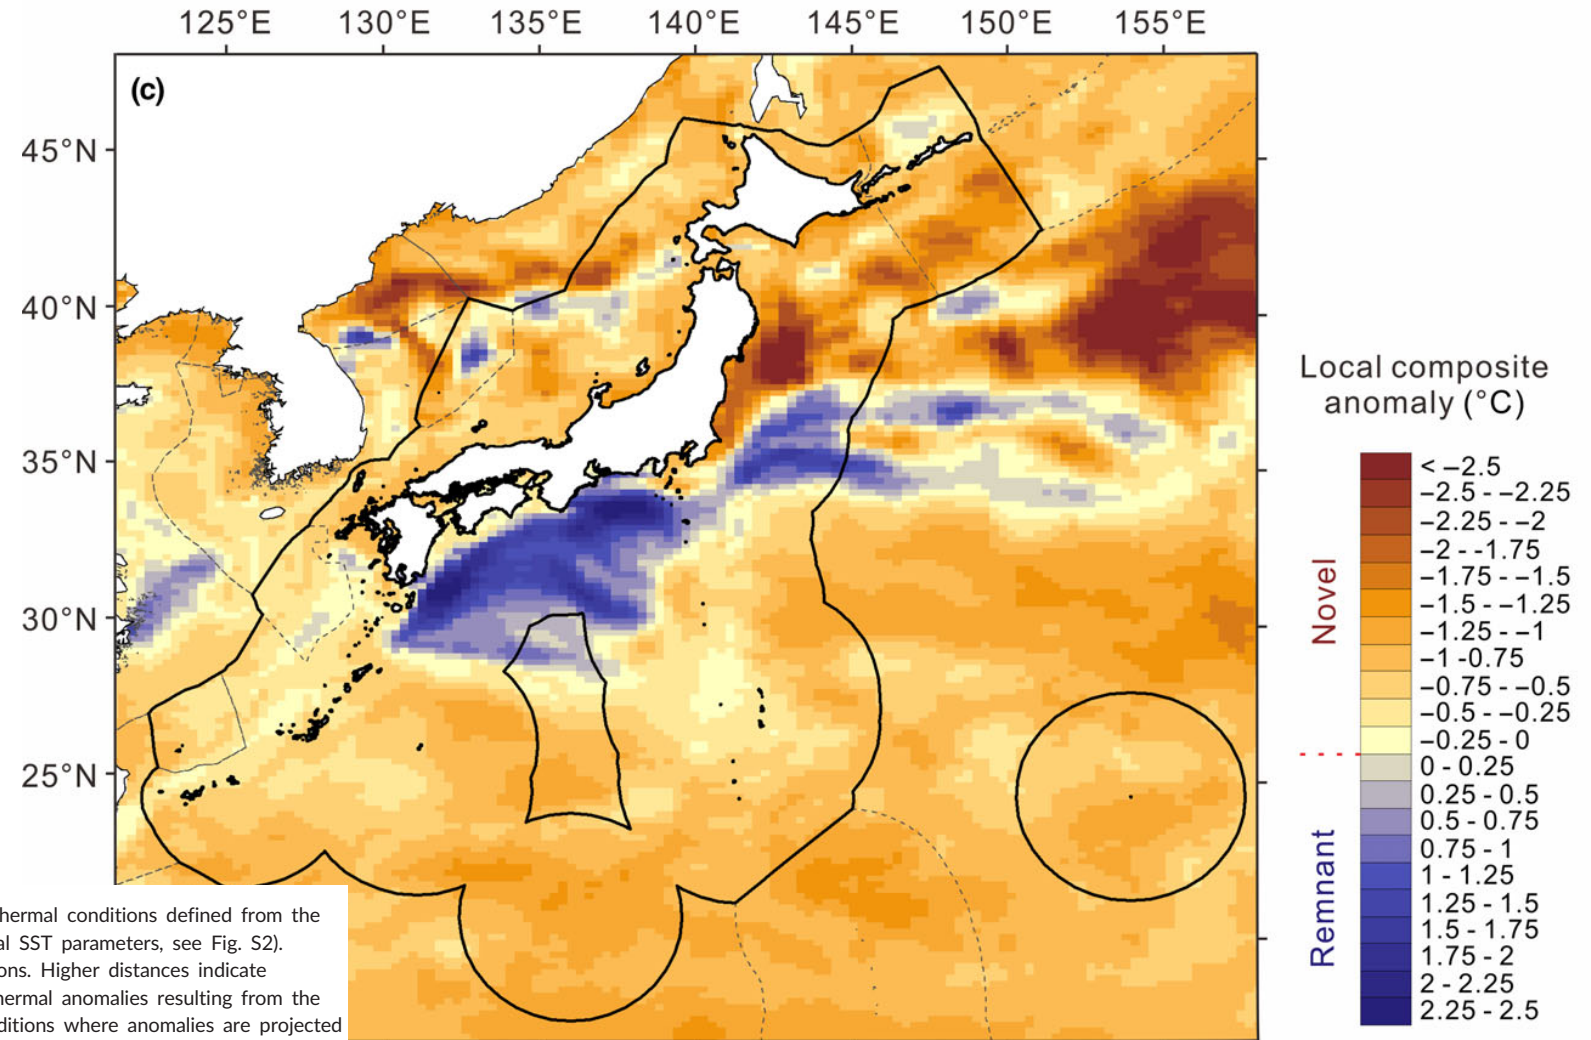 125°E 130°E 135°E 140°E 145°E 150°E 155°E
(c)
45°N
40°N
35°N
30°N
25°N
Local composite
anomaly (°C)
< –2.5
–2.5 - –2.25
–2.25 - –2
–2 - -1.75
–1.75 - –1.5
–1.5 - –1.25
–1.25 - –1
–1 -0.75
–0.75 - –0.5
–0.5 - –0.25
–0.25 - 0
0 - 0.25
0.25 - 0.5
0.5 - 0.75
0.75 - 1
1 - 1.25
1.25 - 1.5
1.5 - 1.75
1.75 - 2
2 - 2.25
2.25 - 2.5
Novel
Remnant
hermal conditions defined from the
al SST parameters, see Fig. S2).
ons. Higher distances indicate
hermal anomalies resulting from the
ditions where anomalies are projected